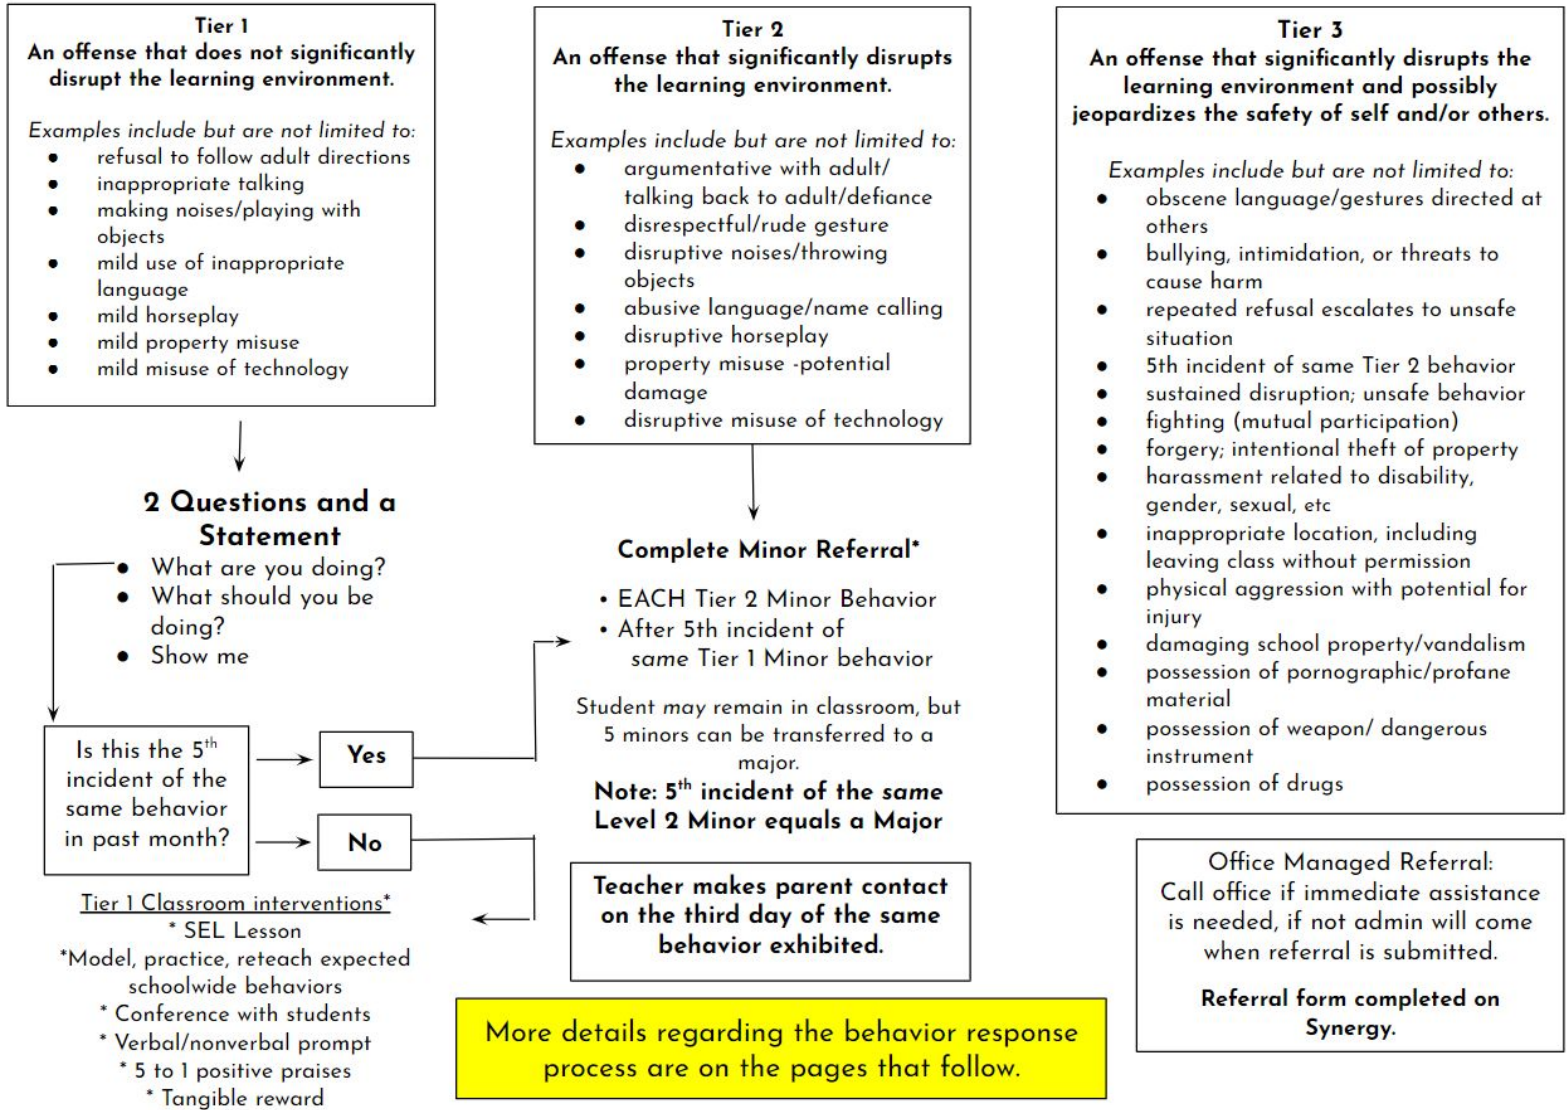 Tier 1
An offense that does not significantly
disrupt the learning environment.
Examples include but are not limited to:
● refusal to follow adult directions
● inappropriate talking
● making noises/playing with
objects
● mild use of inappropriate
language
● mild horseplay
● mild property misuse
● mild misuse of technology
2 Questions and a
Statement
● What are you doing?
● What should you be
doing?
● Show me
Is this the 5th
incident of the
same behavior
in past month?
Yes
No
Tier 1 Classroom interventions*
* SEL Lesson
*Model, practice, reteach expected
schoolwide behaviors
* Conference with students
* Verbal/nonverbal prompt
* 5 to 1 positive praises
* Tangible reward
Tier 2
An offense that significantly disrupts
the learning environment.
Examples include but are not limited to:
● argumentative with adult/
talking back to adult/defiance
● disrespectful/rude gesture
● disruptive noises/throwing
objects
● abusive language/name calling
● disruptive horseplay
● property misuse -potential
damage
● disruptive misuse of technology
Complete Minor Referral*
• EACH Tier 2 Minor Behavior
• After 5th incident of
same Tier 1 Minor behavior
Student may remain in classroom, but
5 minors can be transferred to a
major.
Note: 5th incident of the same
Level 2 Minor equals a Major
Teacher makes parent contact
on the third day of the same
behavior exhibited.
More details regarding the behavior response
process are on the pages that follow.
Tier 3
An offense that significantly disrupts the
learning environment and possibly
jeopardizes the safety of self and/or others.
Examples include but are not limited to:
● obscene language/gestures directed at
others
● bullying, intimidation, or threats to
cause harm
● repeated refusal escalates to unsafe
situation
● 5th incident of same Tier 2 behavior
● sustained disruption; unsafe behavior
● fighting (mutual participation)
● forgery; intentional theft of property
● harassment related to disability,
gender, sexual, etc
● inappropriate location, including
leaving class without permission
● physical aggression with potential for
injury
● damaging school property/vandalism
● possession of pornographic/profane
material
● possession of weapon/ dangerous
instrument
● possession of drugs
Office Managed Referral:
Call office if immediate assistance
is needed, if not admin will come
when referral is submitted.
Referral form completed on
Synergy.